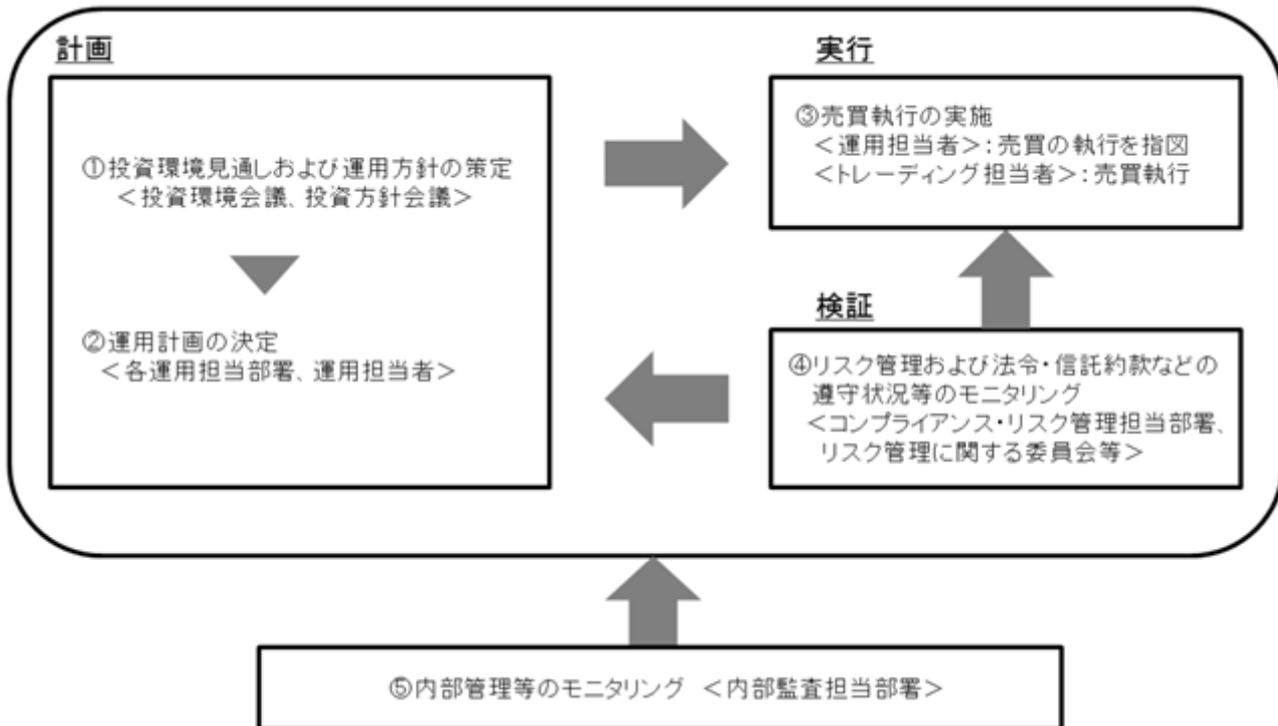 計画
①投資環境見通しおよび運用方針の策定
＜投資環境会議、投資方針会議＞
②運用計画の決定
＜各運用担当部署、運用担当者＞
実行
③売買執行の実施
＜運用担当者＞：売買の執行を指図
＜トレーディング担当者＞：売買執行
検証
④リスク管理および法令・信託約款などの
遵守状況等のモニタリング
＜コンプライアンス・リスク管理担当部署、
リスク管理に関する委員会等＞
⑤内部管理等のモニタリング ＜内部監査担当部署＞